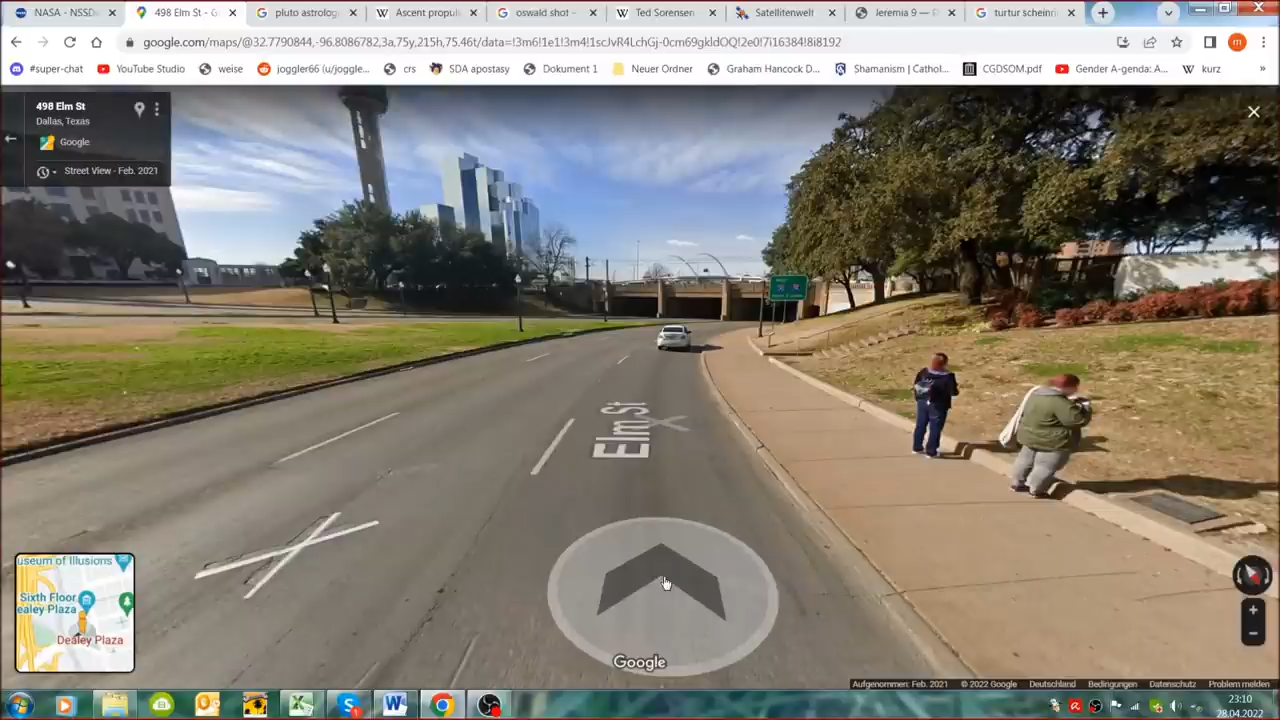 NASA - NSSD
498 Elm St - G
pluto astrolog
Ascent propul
oswald shot -
Ted Sorensen
Satellitenwelt
Jeremia 9 —
turtur scheinr
google.com/maps/@32.7790844,-96.8086782,3a,75y,215h,75.46t/data=!3m6!1e1!3m4!1scJvR4LchGj-0cm69gkldOQ!2e0!7i16384!8i8192
m
#super-chat
YouTube Studio
weise
joggler66 (u/joggle...
crs
SDA apostasy
Dokument 1
Neuer Ordner
Graham Hancock D...
Shamanism | Cathol...
CGDSOM.pdf
Gender A-genda: A...
kurz
»
498 Elm St
Dallas, Texas
Google
Street View - Feb. 2021
Elm St
useum of Illusions
Sixth Floor
ealey Plaza
Dealey Plaza
Google
Aufgenommen: Feb. 2021 © 2022 Google Deutschland Bedingungen Datenschutz Problem melden
23:10
28.04.2022